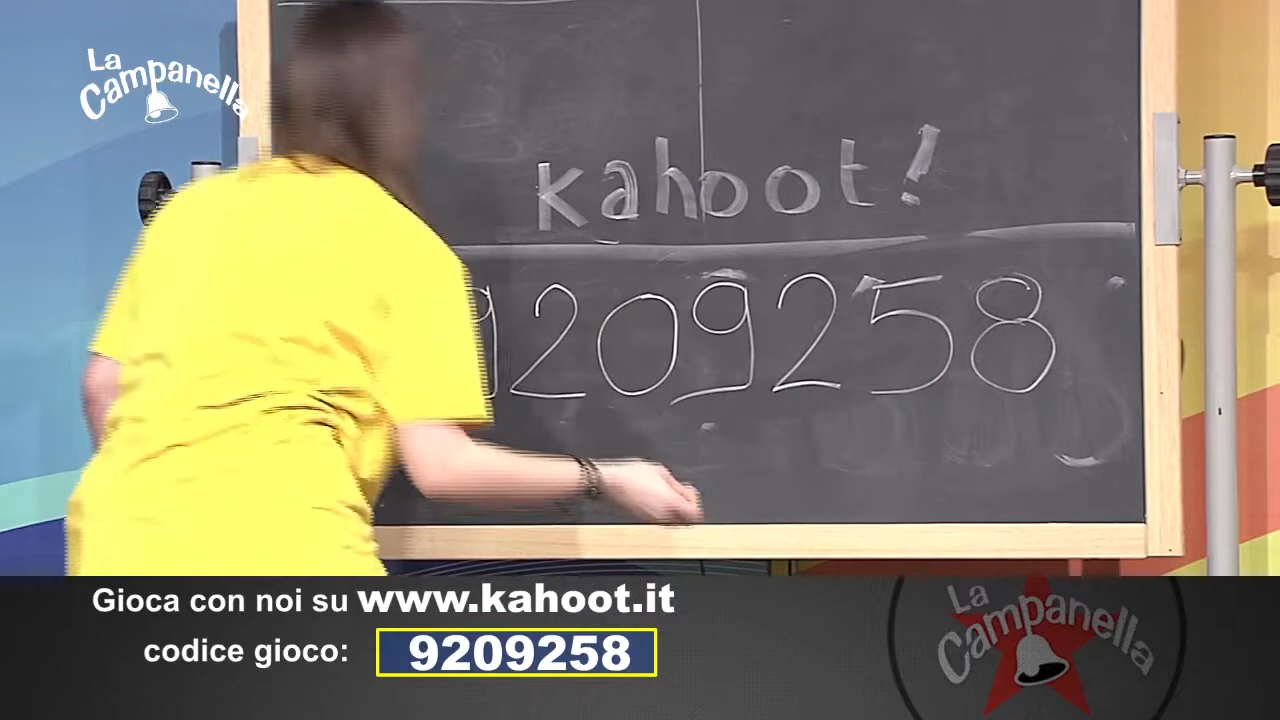 La
Campanella
kahoot!
9209258
Gioca con noi su www.kahoot.it
codice gioco: 9209258
La
Campanella